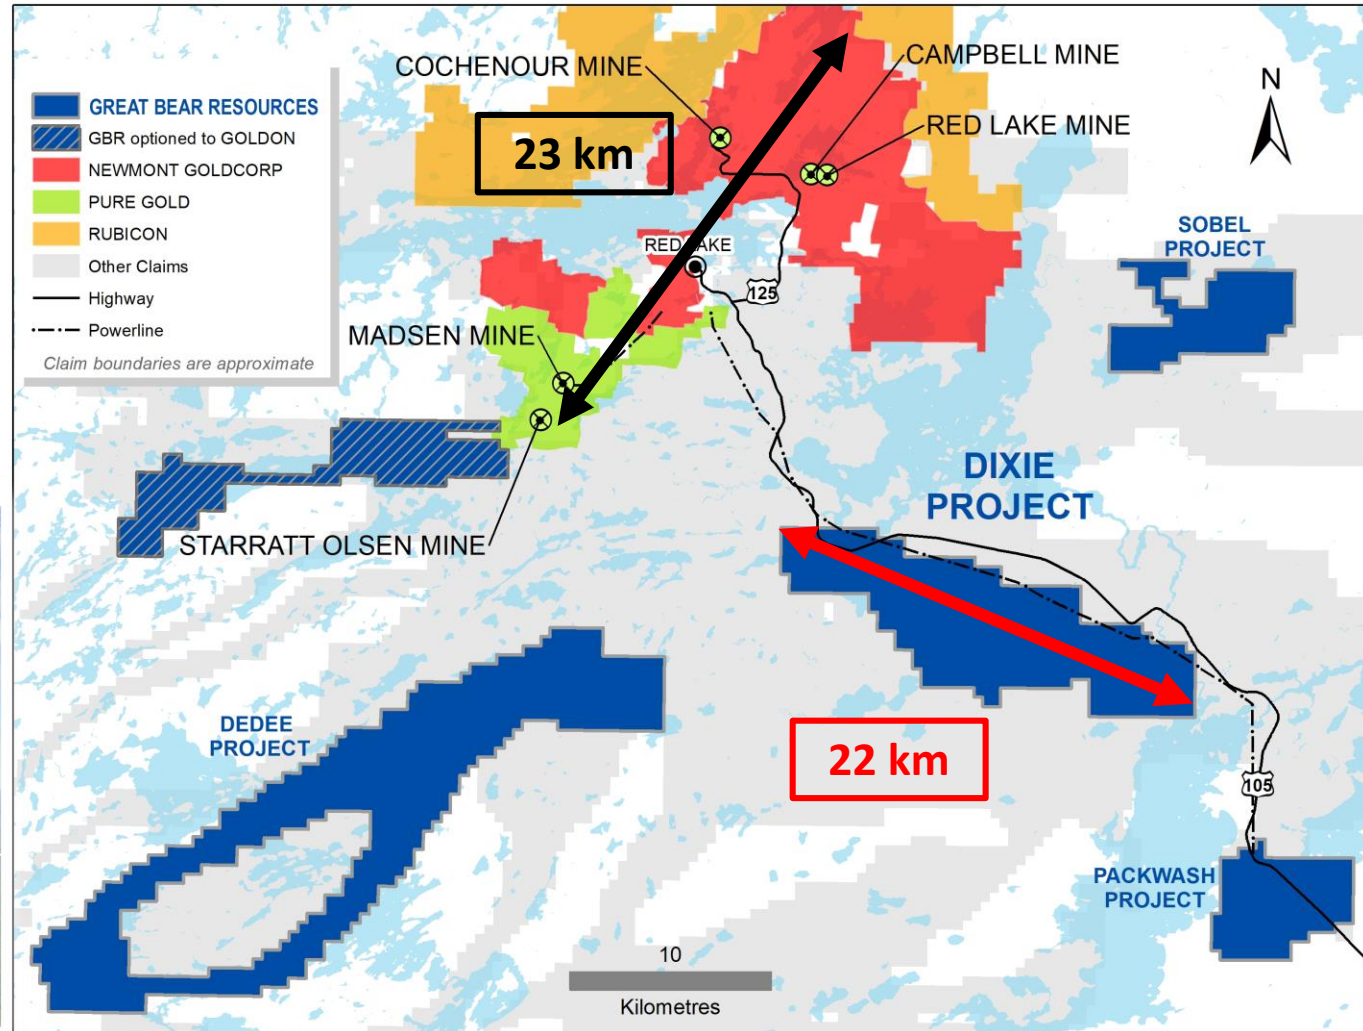 COCHENOUR MINE
CAMPBELL MINE
RED LAKE MINE
N
GREAT BEAR RESOURCES
GBR optioned to GOLDON
NEWMONT GOLDCORP
PURE GOLD
RUBICON
Other Claims
Highway
Powerline
Claim boundaries are approximate
23 km
SOBEL
PROJECT
RED LAKE
125
MADSEN MINE
DIXIE
PROJECT
STARRATT OLSEN MINE
DEDEE
PROJECT
22 km
105
PACKWASH
PROJECT
10
Kilometres